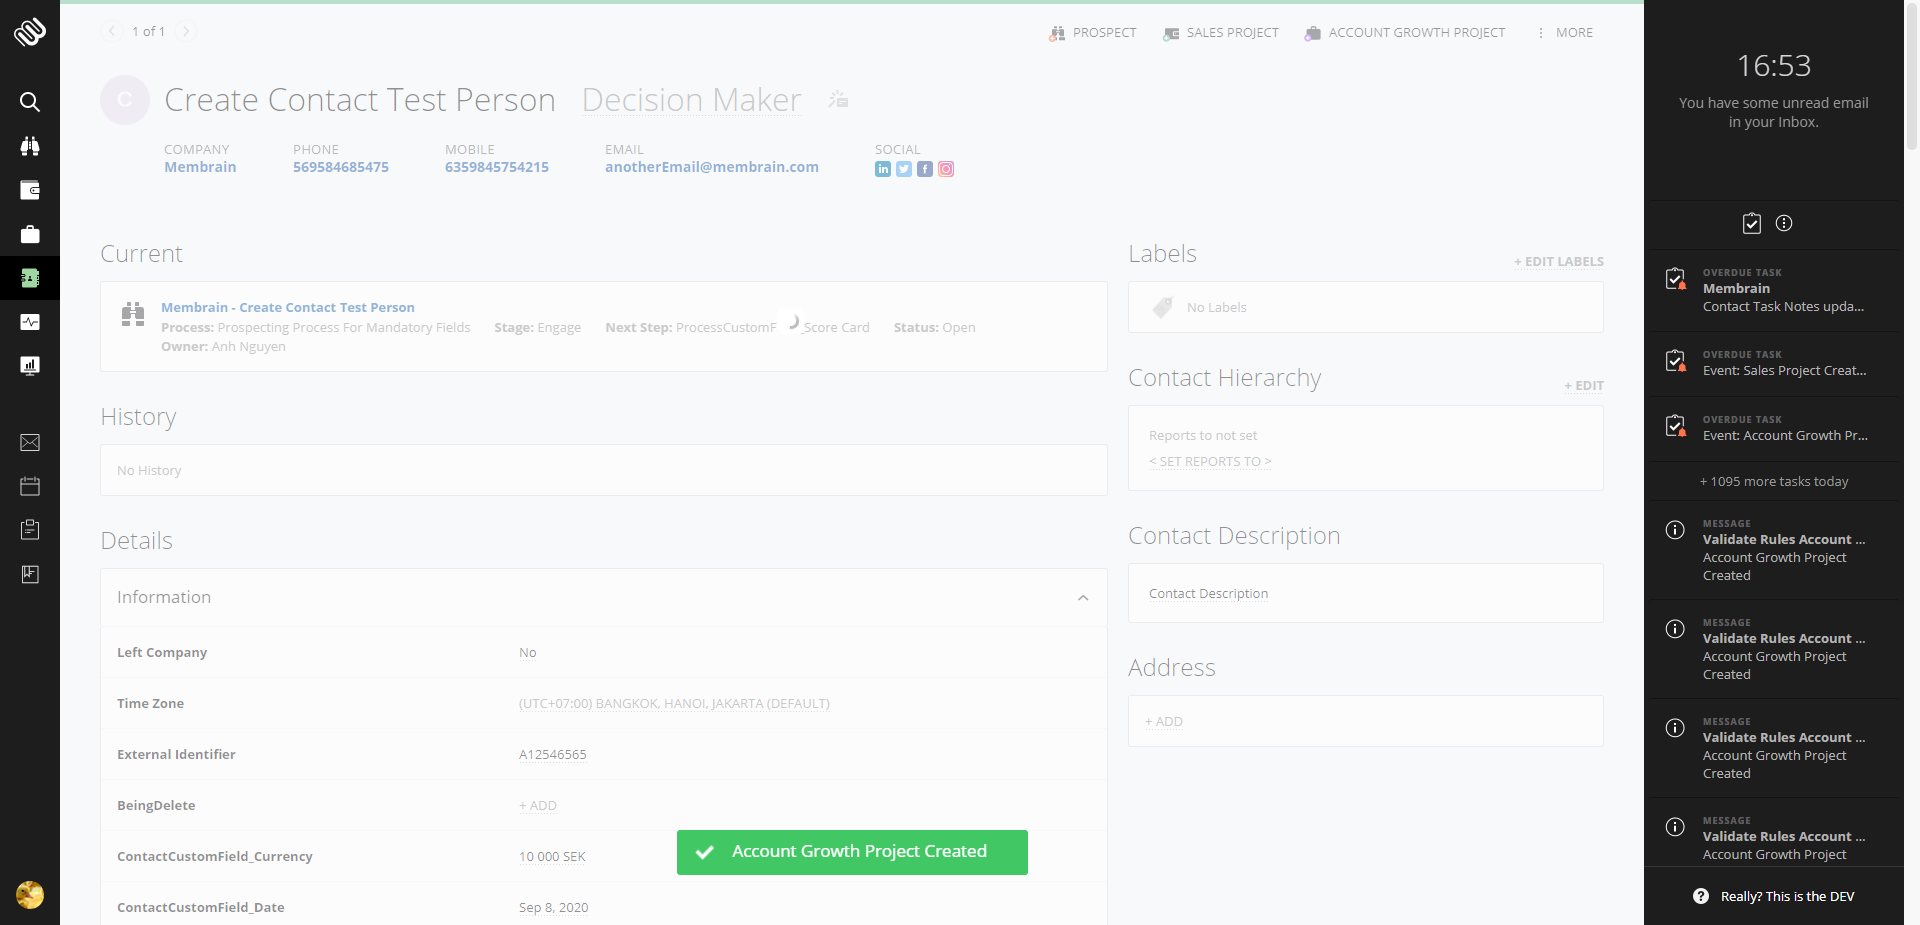 1 of 1
PROSPECT
SALES PROJECT
ACCOUNT GROWTH PROJECT
MORE
C
Create Contact Test Person
Decision Maker
COMPANY
Membrain
PHONE
569584685475
MOBILE
6359845754215
EMAIL
anotherEmail@membrain.com
SOCIAL
Current
Membrain - Create Contact Test Person
Process: Prospecting Process For Mandatory Fields Stage: Engage Next Step: ProcessCustomF _Score Card Status: Open
Owner: Anh Nguyen
History
No History
Details
Information
Left Company No
Time Zone (UTC+07:00) BANGKOK, HANOI, JAKARTA (DEFAULT)
External Identifier A12546565
BeingDelete + ADD
ContactCustomField_Currency 10 000 SEK
ContactCustomField_Date Sep 8, 2020
Account Growth Project Created
Labels
+ EDIT LABELS
No Labels
Contact Hierarchy
+ EDIT
Reports to not set
< SET REPORTS TO >
Contact Description
Contact Description
Address
+ ADD
16:53
You have some unread email
in your Inbox.
OVERDUE TASK
Membrain
Contact Task Notes upda...
OVERDUE TASK
Event: Sales Project Creat...
OVERDUE TASK
Event: Account Growth Pr...
+ 1095 more tasks today
MESSAGE
Validate Rules Account ...
Account Growth Project
Created
MESSAGE
Validate Rules Account ...
Account Growth Project
Created
MESSAGE
Validate Rules Account ...
Account Growth Project
Created
MESSAGE
Validate Rules Account ...
Account Growth Project
Really? This is the DEV